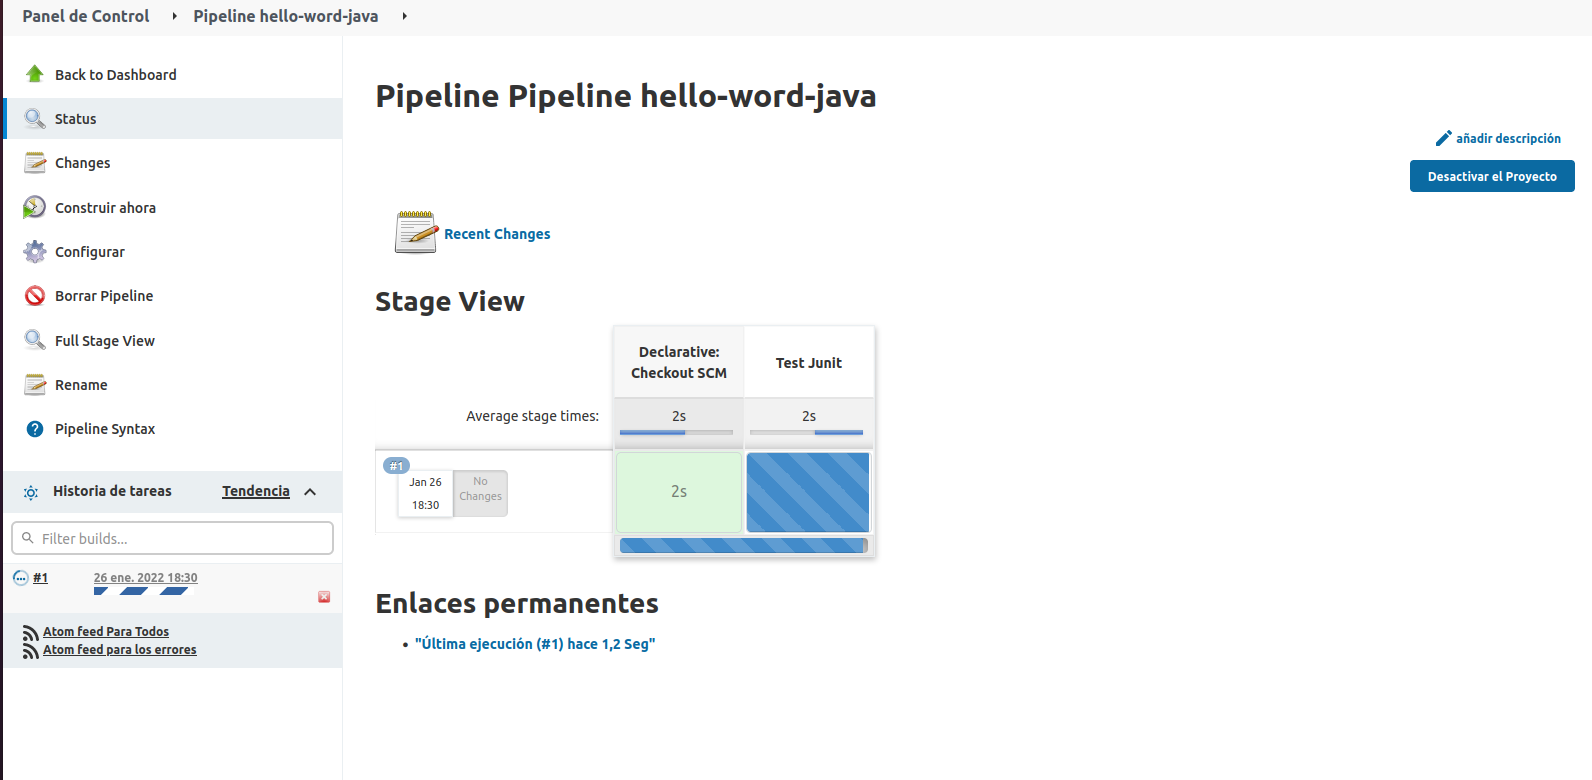 Panel de Control
Pipeline hello-word-java
Back to Dashboard
Status
Changes
Construir ahora
Configurar
Borrar Pipeline
Full Stage View
Rename
Pipeline Syntax
Historia de tareas
Tendencia
Filter builds...
#1
26 ene. 2022 18:30
Atom feed Para Todos
Atom feed para los errores
Pipeline Pipeline hello-word-java
añadir descripción
Desactivar el Proyecto
Recent Changes
Stage View
Declarative:
Checkout SCM
Test Junit
Average stage times:
2s
2s
#1
Jan 26
18:30
No
Changes
2s
Enlaces permanentes
"Última ejecución (#1) hace 1,2 Seg"